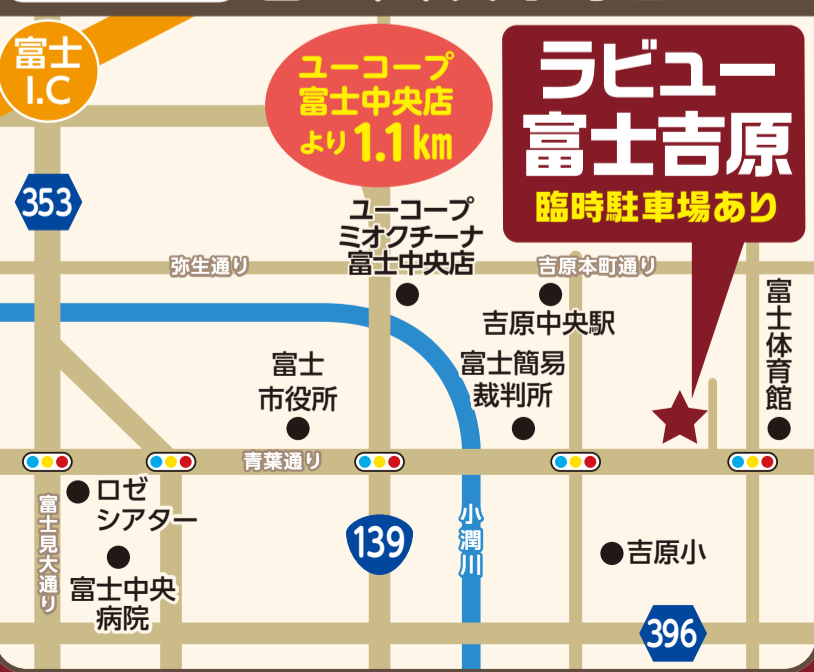 富士
I.C
ユーコープ
富士中央店
より1.1km
ラビュー
富士吉原
臨時駐車場あり
353
ユーコープ
ミオクチーナ
富士中央店
弥生通り
吉原本町通り
吉原中央駅
富士体育館
富士
市役所
富士簡易
裁判所
青葉通り
ロゼ
シアター
富士見大通り
富士中央
病院
139
小潤川
吉原小
396